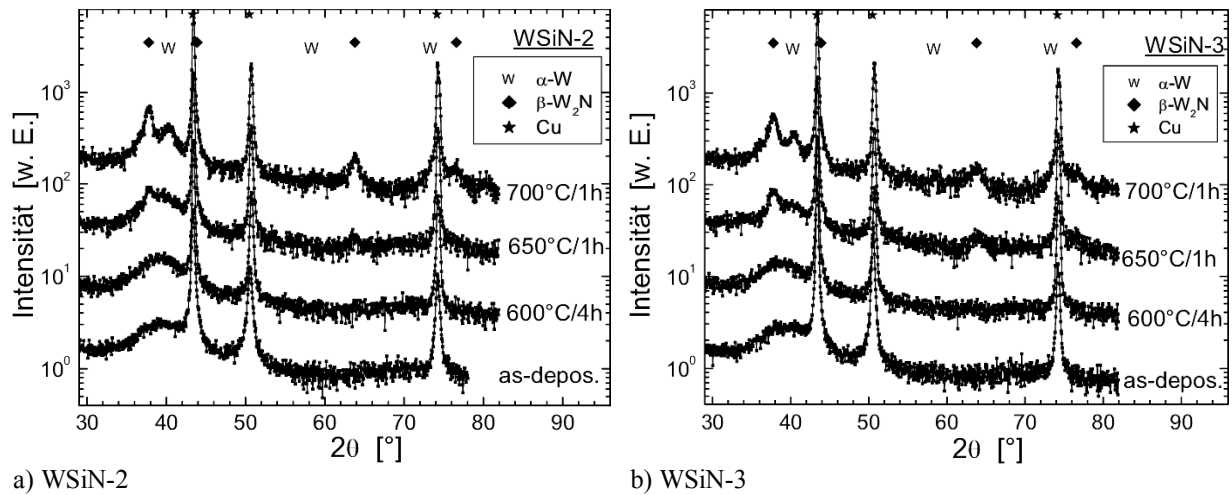 WSiN-2
W
W
W
W α-W
◆ β-W₂N
★ Cu
Intensität [w. E.]
10³
10²
10¹
10⁰
700°C/1h
650°C/1h
600°C/4h
as-depos.
30 40 50 60 70 80 90
2θ [°]
a) WSiN-2
WSiN-3
W
W
W
W α-W
◆ β-W₂N
★ Cu
Intensität [w. E.]
10³
10²
10¹
10⁰
700°C/1h
650°C/1h
600°C/4h
as-depos.
30 40 50 60 70 80 90
2θ [°]
b) WSiN-3